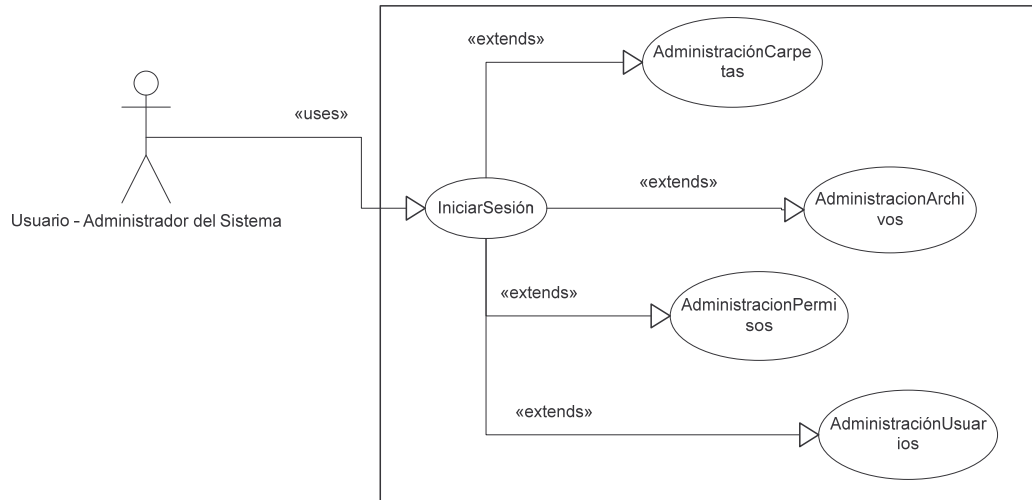 «extends»
AdministraciónCarpe
tas
«uses»
«extends»
IniciarSesión
AdministracionArchi
vos
Usuario - Administrador del Sistema
«extends»
AdministracionPermi
sos
«extends»
AdministraciónUsuar
ios